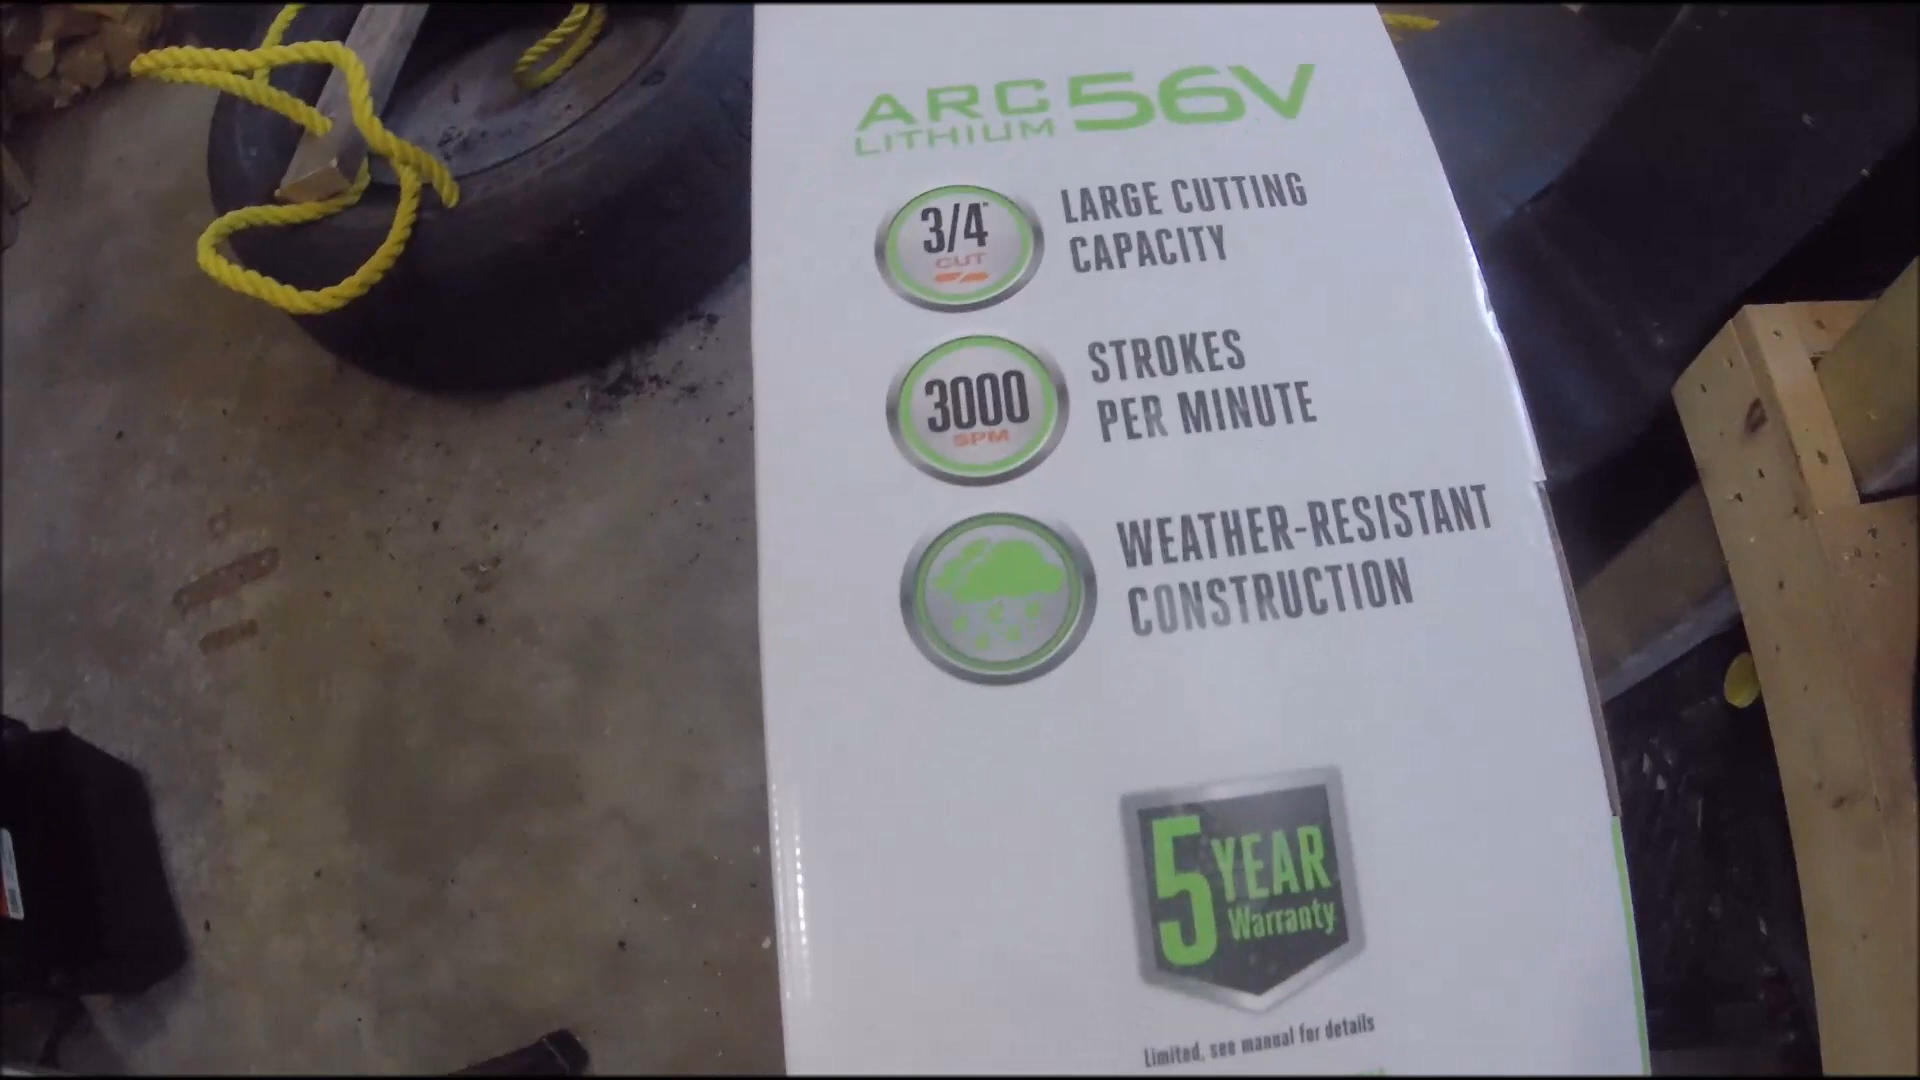 ARC
LITHIUM
56V
3/4"
CUT
LARGE CUTTING
CAPACITY
3000
SPM
STROKES
PER MINUTE
WEATHER-RESISTANT
CONSTRUCTION
5 YEAR
Warranty
Limited, see manual for details